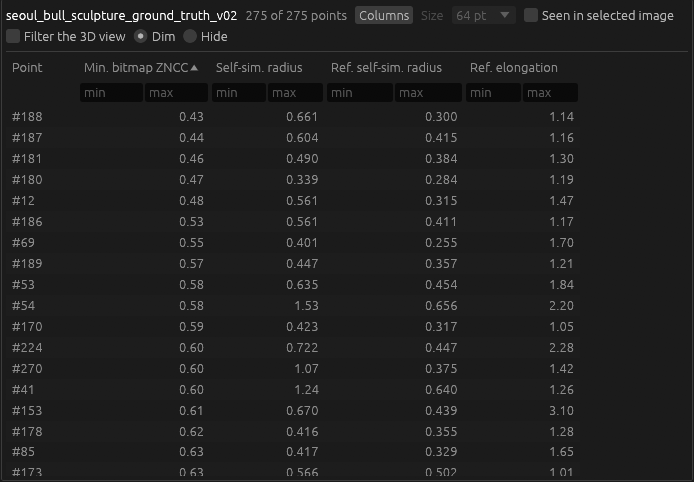 seoul_bull_sculpture_ground_truth_v02 275 of 275 points Columns Size 64 pt Seen in selected image
Filter the 3D view Dim Hide
Point Min. bitmap ZNCC Self-sim. radius Ref. self-sim. radius Ref. elongation
min max min max min max min max
#188 0.43 0.661 0.300 1.14
#187 0.44 0.604 0.415 1.16
#181 0.46 0.490 0.384 1.30
#180 0.47 0.339 0.284 1.19
#12 0.48 0.561 0.315 1.47
#186 0.53 0.561 0.411 1.17
#69 0.55 0.401 0.255 1.70
#189 0.57 0.447 0.357 1.21
#53 0.58 0.635 0.454 1.84
#54 0.58 1.53 0.656 2.20
#170 0.59 0.423 0.317 1.05
#224 0.60 0.722 0.447 2.28
#270 0.60 1.07 0.375 1.42
#41 0.60 1.24 0.640 1.26
#153 0.61 0.670 0.439 3.10
#178 0.62 0.416 0.355 1.28
#85 0.63 0.417 0.329 1.65
#173 0.63 0.566 0.502 1.01